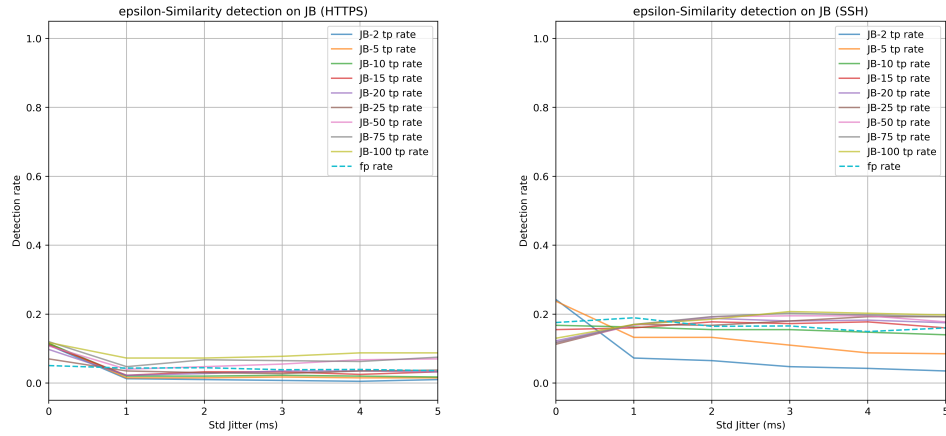 epsilon-Similarity detection on JB (HTTPS)
1.0
0.8
0.6
0.4
0.2
0.0
Detection rate
0
1
2
3
4
5
Std Jitter (ms)
JB-2 tp rate
JB-5 tp rate
JB-10 tp rate
JB-15 tp rate
JB-20 tp rate
JB-25 tp rate
JB-50 tp rate
JB-75 tp rate
JB-100 tp rate
fp rate
epsilon-Similarity detection on JB (SSH)
1.0
0.8
0.6
0.4
0.2
0.0
Detection rate
0
1
2
3
4
5
Std Jitter (ms)
JB-2 tp rate
JB-5 tp rate
JB-10 tp rate
JB-15 tp rate
JB-20 tp rate
JB-25 tp rate
JB-50 tp rate
JB-75 tp rate
JB-100 tp rate
fp rate